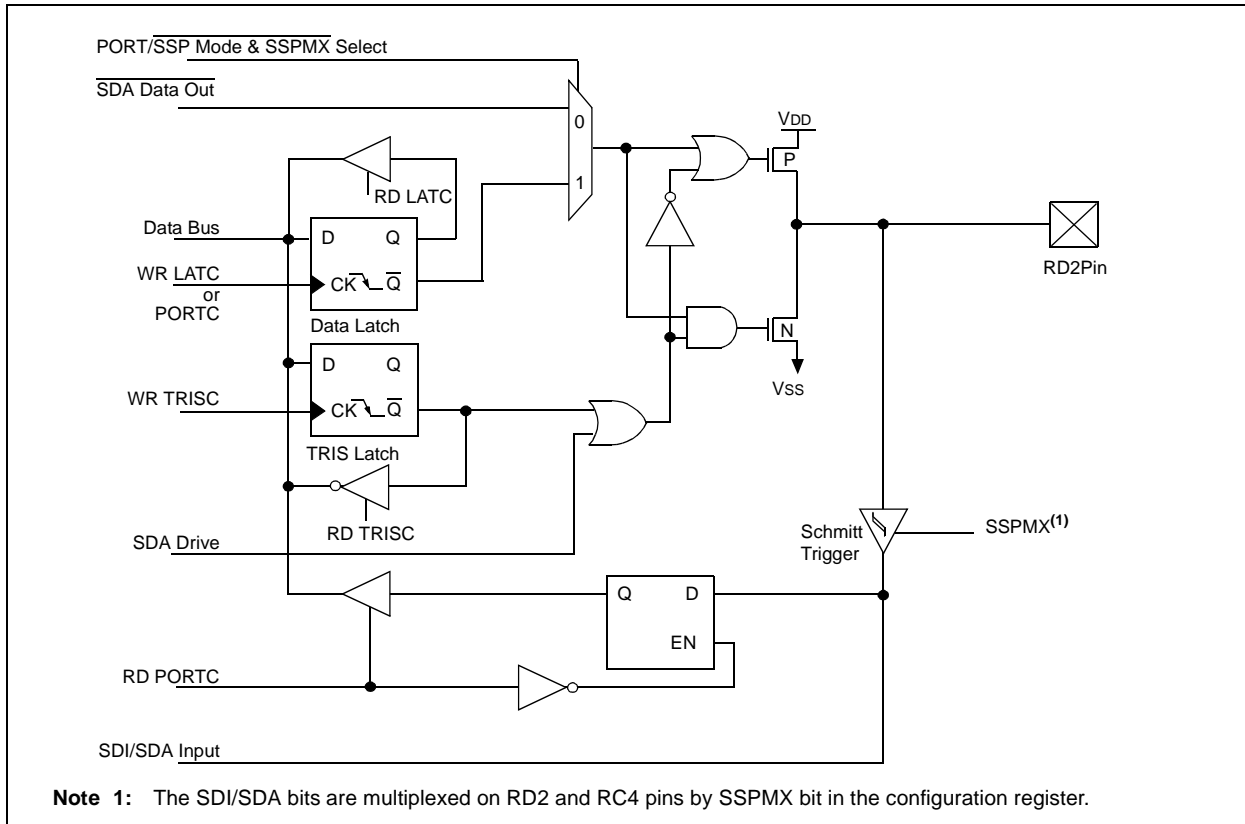 PORT/SSP Mode & SSPMX Select
SDA Data Out
0
1
VDD
P
RD LATC
Data Bus
D Q
WR LATC
or
PORTC
CK Q
Data Latch
N
VSS
RD2Pin
D Q
WR TRISC
CK Q
TRIS Latch
RD TRISC
SDA Drive
Schmitt
Trigger
SSPMX(1)
Q D
EN
RD PORTC
SDI/SDA Input
Note 1: The SDI/SDA bits are multiplexed on RD2 and RC4 pins by SSPMX bit in the configuration register.